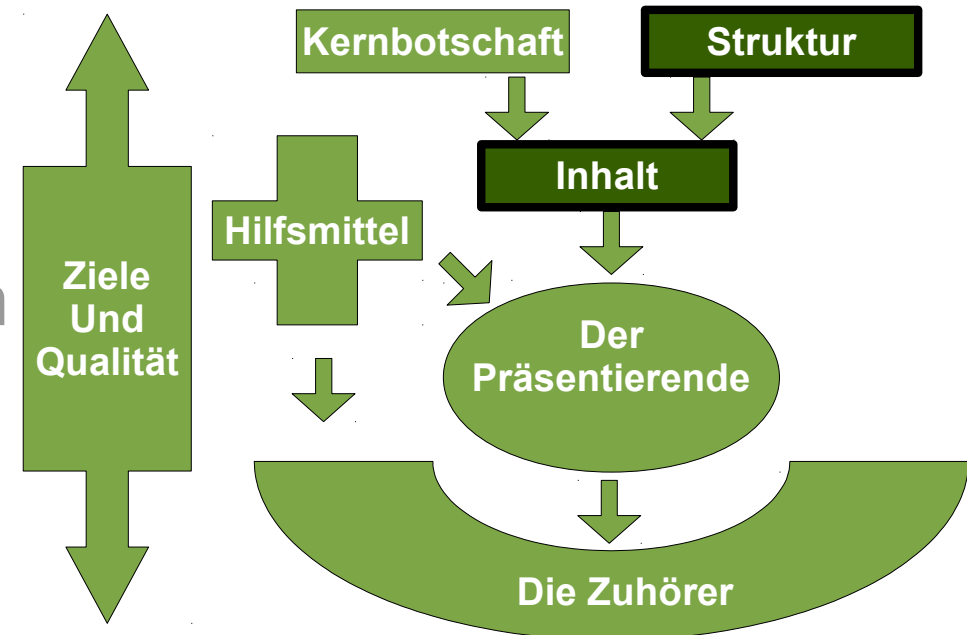 Kernbotschaft
Struktur
Inhalt
Hilfsmittel
Ziele
Und
Qualität
Der
Präsentierende
Die Zuhörer